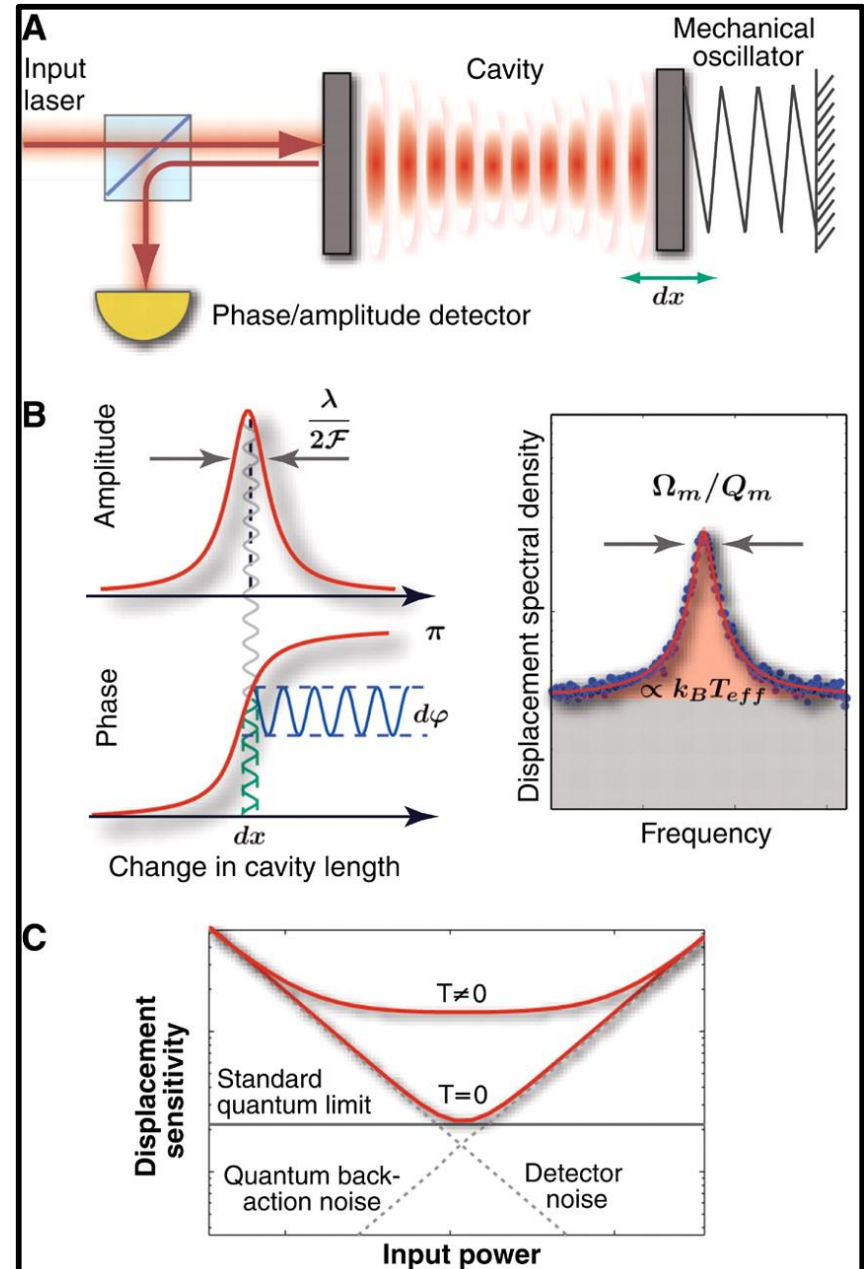 A
Input
laser
Cavity
Mechanical
oscillator
dx
Phase/amplitude detector
B
Amplitude
λ
2F
π
Phase
dφ
dx
Change in cavity length
Displacement spectral density
Ωm/Qm
∝ kBTeff
Frequency
C
Displacement
sensitivity
T≠0
T=0
Standard
quantum limit
Quantum back-
action noise
Detector
noise
Input power